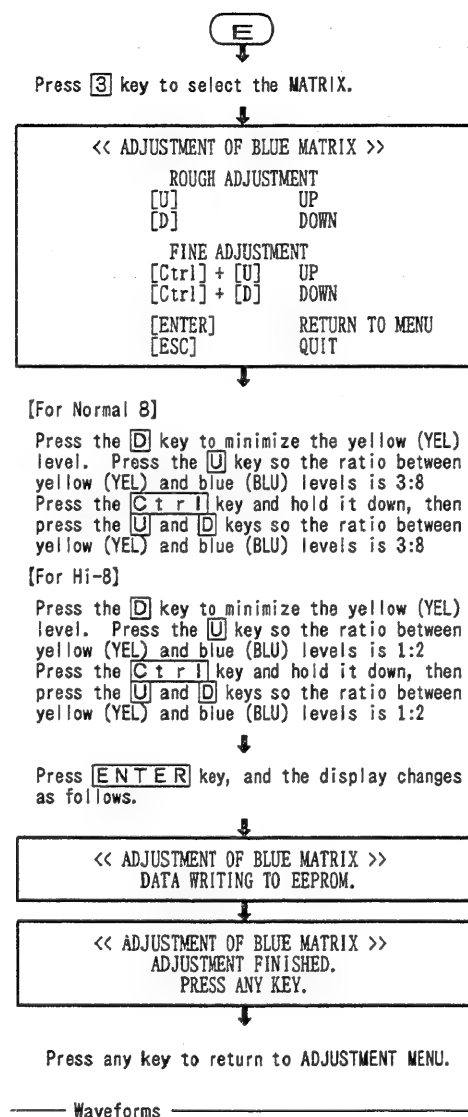 E
Press 3 key to select the MATRIX.
<< ADJUSTMENT OF BLUE MATRIX >>
ROUGH ADJUSTMENT
[U] UP
[D] DOWN
FINE ADJUSTMENT
[Ctrl] + [U] UP
[Ctrl] + [D] DOWN
[ENTER] RETURN TO MENU
[ESC] QUIT
[For Normal 8]
Press the D key to minimize the yellow (YEL)
level. Press the U key so the ratio between
yellow (YEL) and blue (BLU) levels is 3:8
Press the Ctrl key and hold it down, then
press the U and D keys so the ratio between
yellow (YEL) and blue (BLU) levels is 3:8
[For Hi-8]
Press the D key to minimize the yellow (YEL)
level. Press the U key so the ratio between
yellow (YEL) and blue (BLU) levels is 1:2
Press the Ctrl key and hold it down, then
press the U and D keys so the ratio between
yellow (YEL) and blue (BLU) levels is 1:2
Press ENTER key, and the display changes
as follows.
<< ADJUSTMENT OF BLUE MATRIX >>
DATA WRITING TO EEPROM.
<< ADJUSTMENT OF BLUE MATRIX >>
ADJUSTMENT FINISHED.
PRESS ANY KEY.
Press any key to return to ADJUSTMENT MENU.
Waveforms